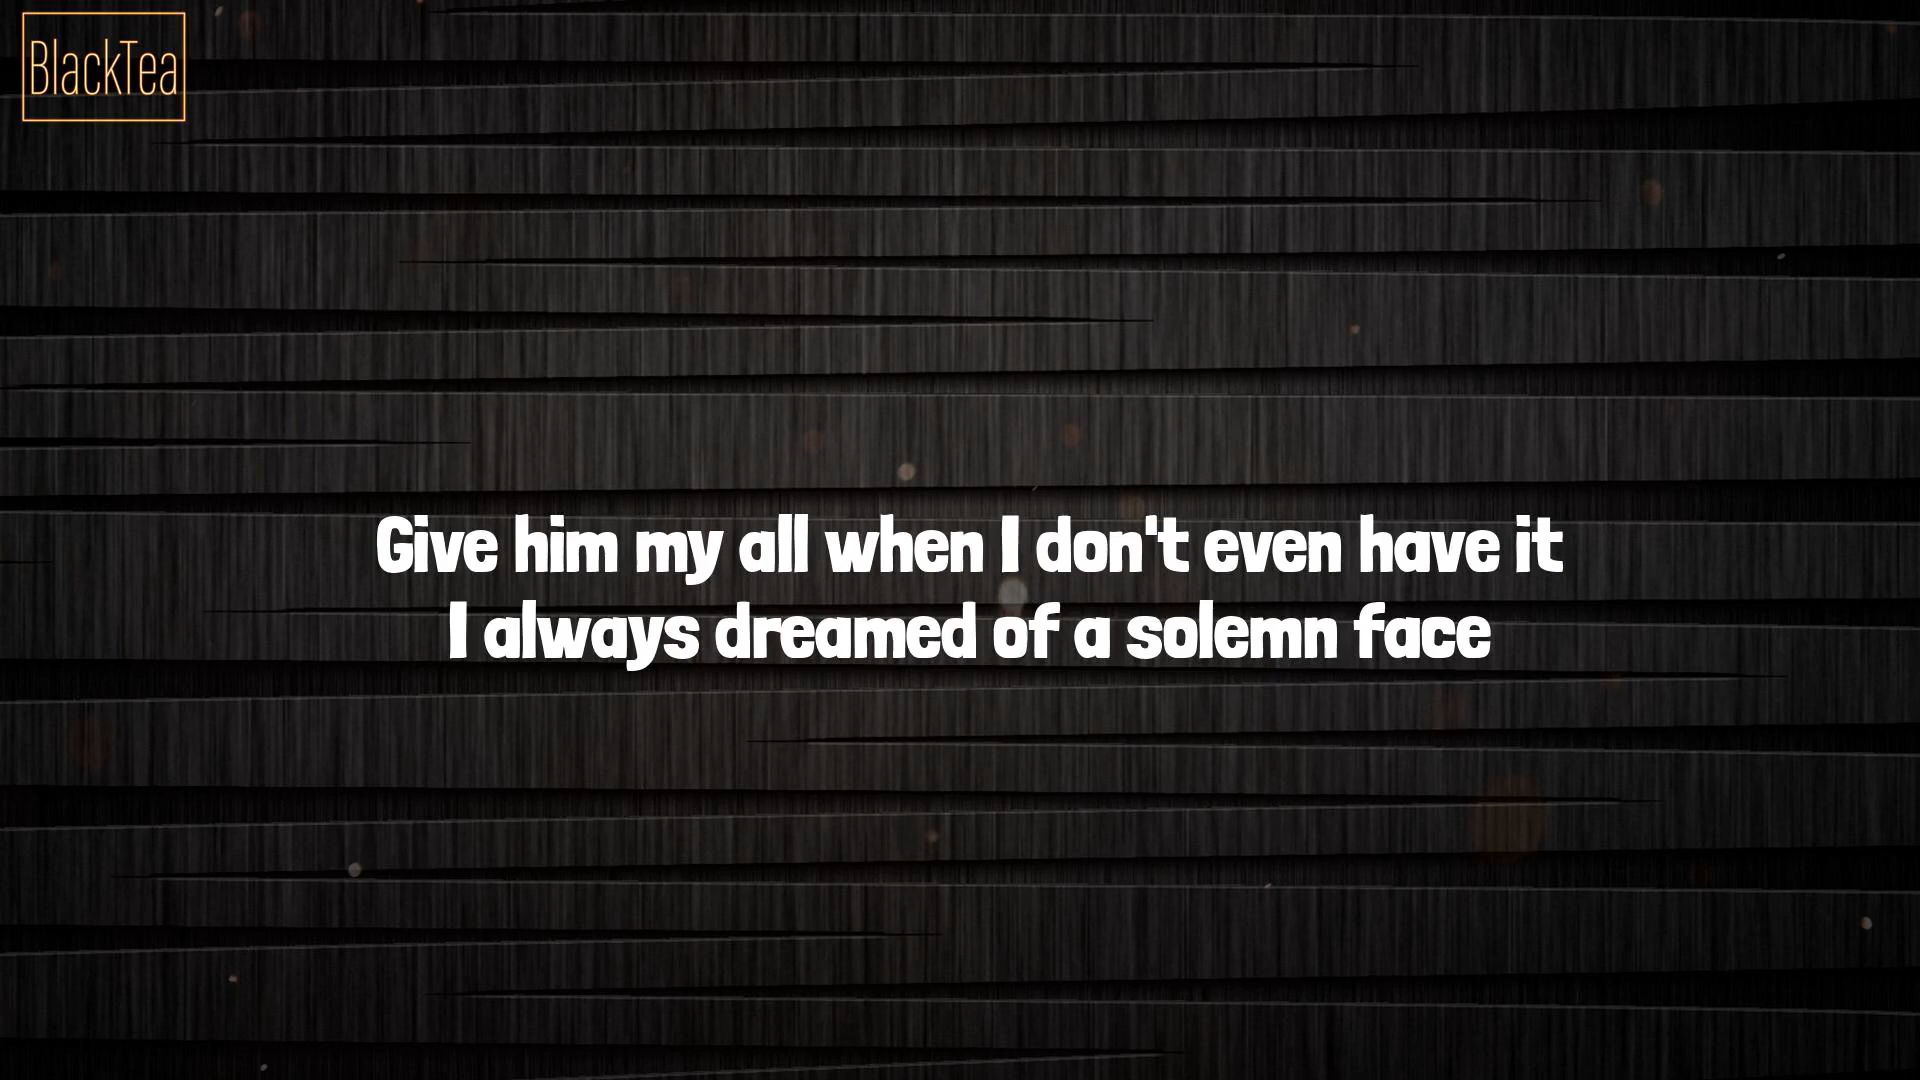 BlackTea
Give him my all when I don't even have it
I always dreamed of a solemn face